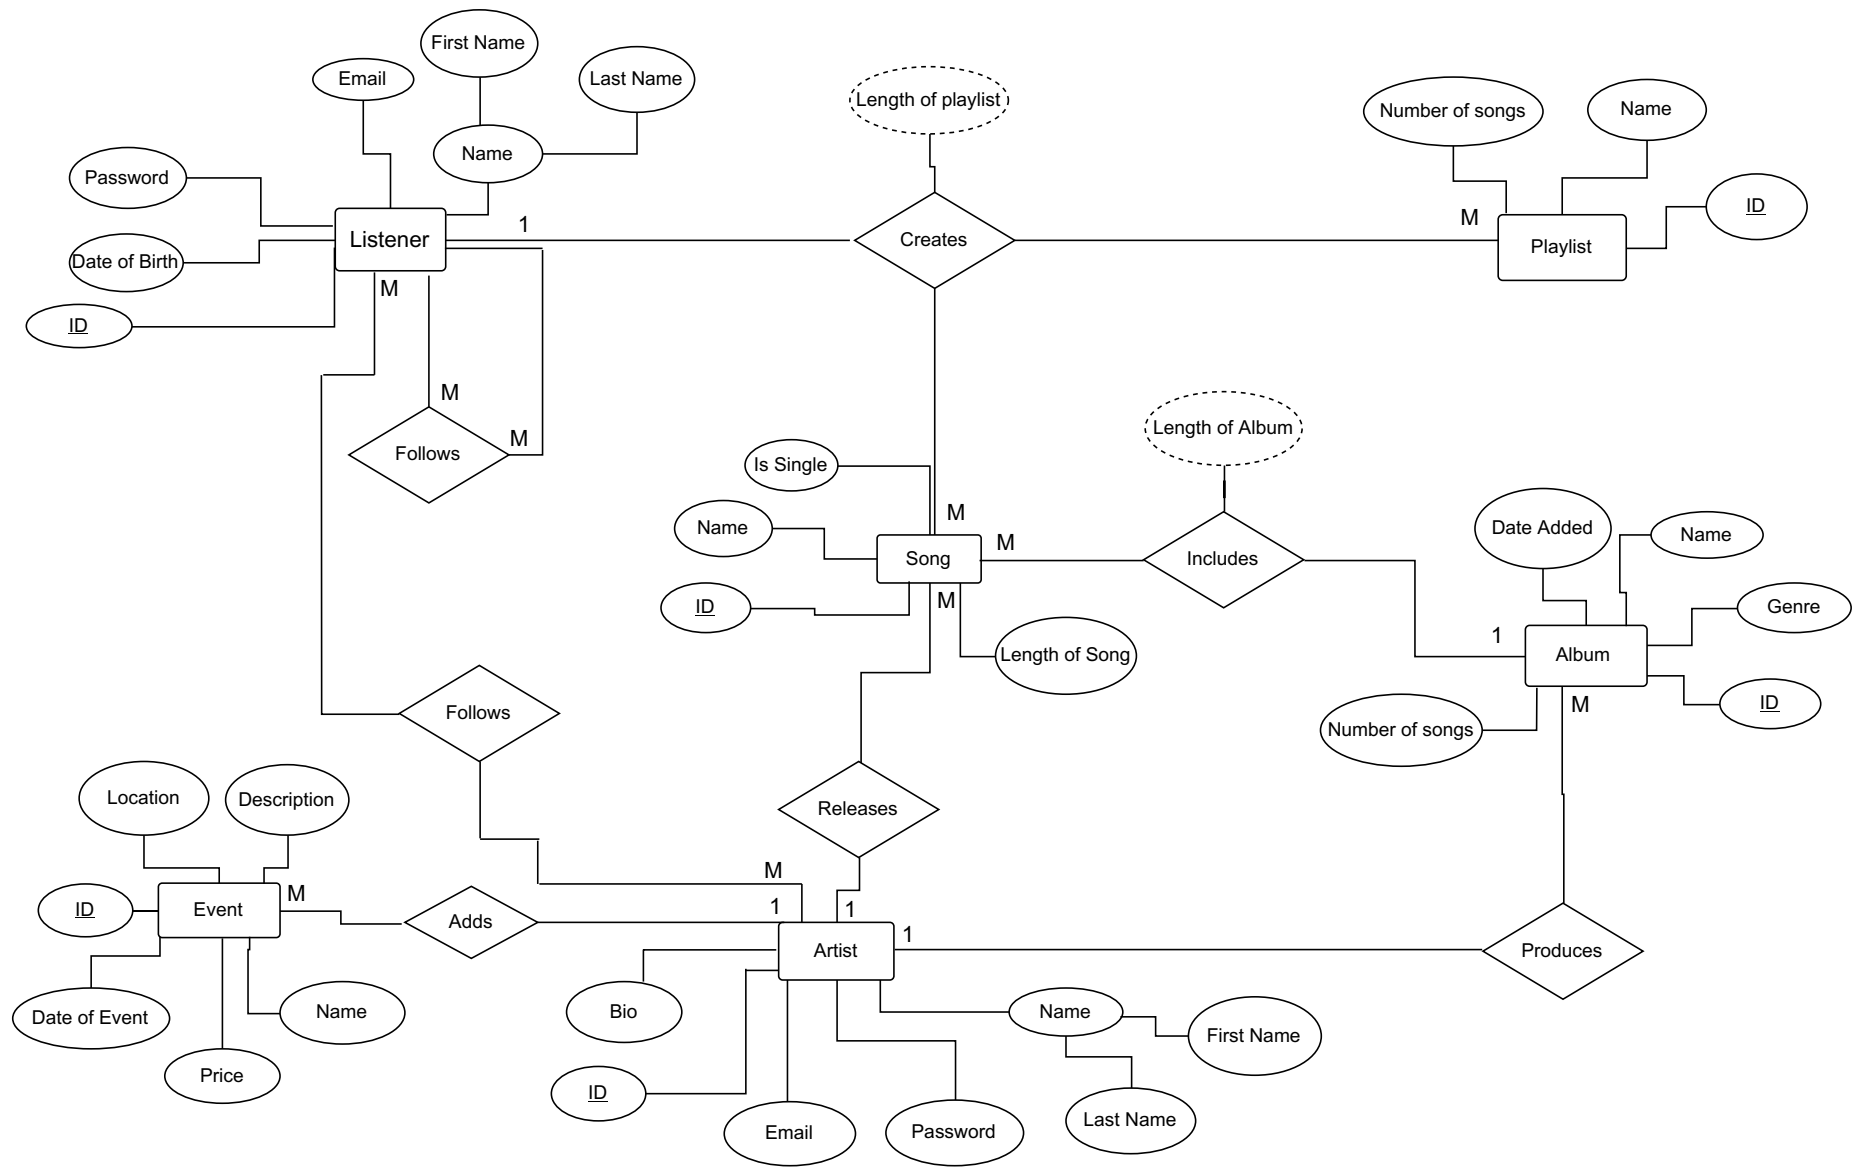 First Name
Email
Last Name
Length of playlist
Number of songs
Name
Name
Password
ID
1
M
Listener
Creates
Playlist
Date of Birth
M
ID
M
Length of Album
M
Follows
Is Single
M
Date Added
Name
Name
M
Song
Includes
M
ID
Genre
1
Length of Song
Album
ID
M
Follows
Number of songs
Location
Description
Releases
M
M
ID
Event
1
1
Adds
1
Artist
Produces
Bio
Name
Date of Event
Name
First Name
Price
ID
Last Name
Email
Password